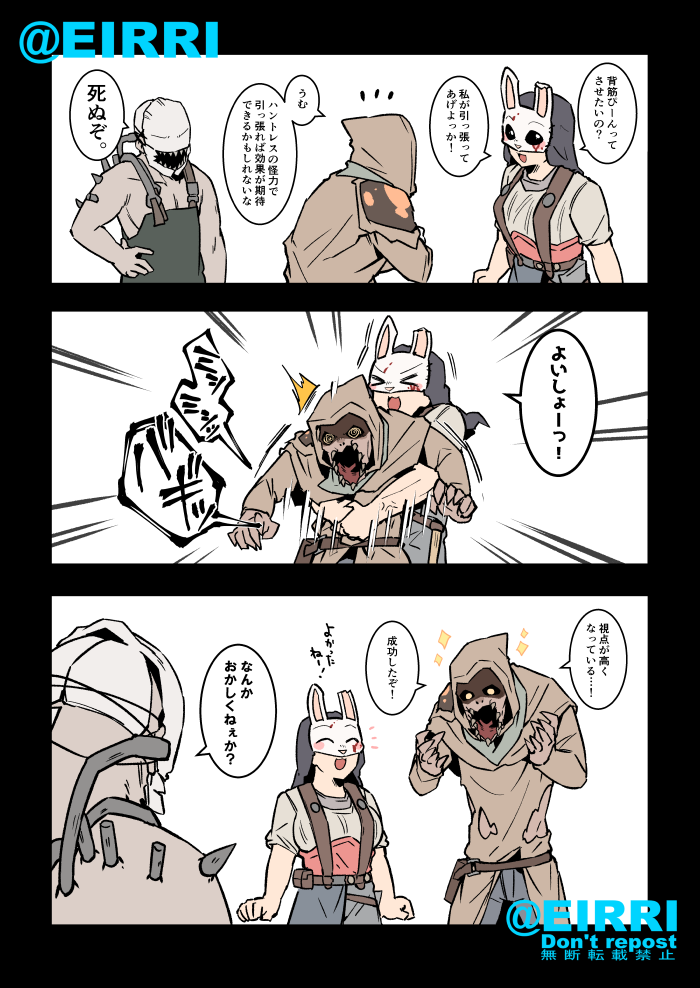 @EIRRI
背筋ぴーんって
させたいの？
私が引っ張って
あげよっか！
うむ
ハントレスの怪力で
引っ張れば効果が期待
できるかもしれないな
死ぬぞ。
よいしょーっ！
ミシミシッ
バギッ
視点が高く
なっている…！
成功したぞ！
よかった
ねー！
なんか
おかしくねぇか？
@EIRRI
Don't repost
無断転載禁止